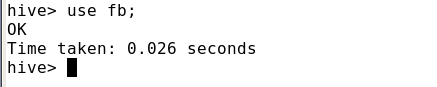 hive> use fb;
OK
Time taken: 0.026 seconds
hive>